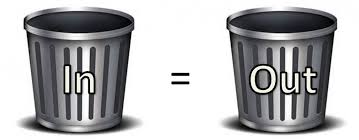 In = Out